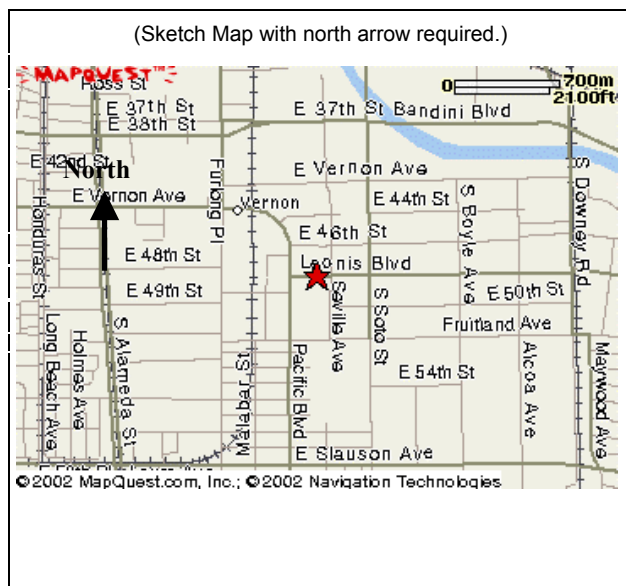 (Sketch Map with north arrow required.)
MAPQUEST™
Ross St
0 700m
2100ft
E 37th St
E 38th St
E 37th St Bandini Blvd
E 42nd St
North
E Vernon Ave
E Vernon Ave
Furlong Pl
Vernon
E 44th St
S Boyle Ave
S Downey Rd
Honduras St
E 46th St
E 48th St
Leonis Blvd
E 49th St
E 50th St
Seville Ave
S Soto St
Fruitland Ave
Long Beach Ave
Holmes Ave
S Alameda St
Malabar St
Pacific Blvd
E 54th St
Alcoa Ave
Maywood Ave
E Slauson Ave
©2002 MapQuest.com, Inc.; ©2002 Navigation Technologies